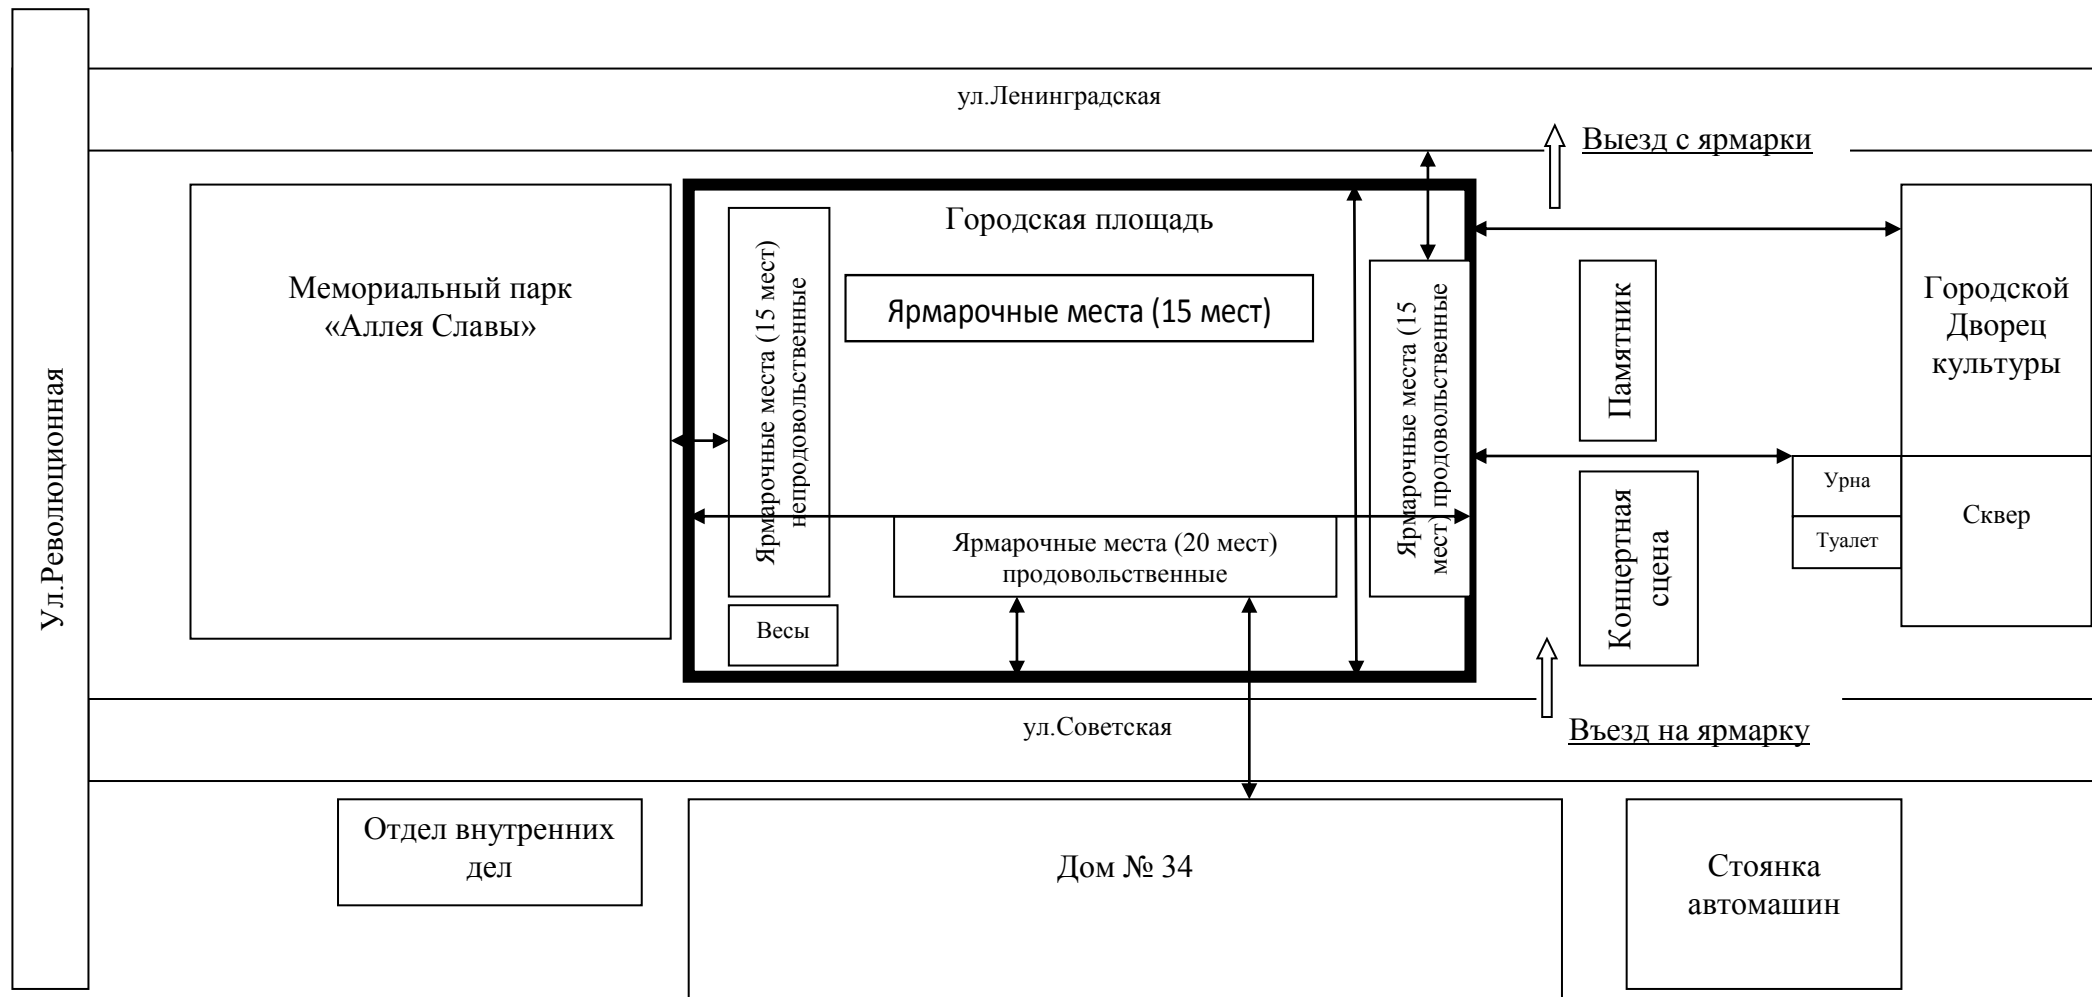 ул.Ленинградская
Выезд с ярмарки
Городская площадь
Мемориальный парк
«Аллея Славы»
Ярмарочные места (15 мест)
непродовольственные
Ярмарочные места (15 мест)
Ярмарочные места (15
мест) продовольственные
Памятник
Городской
Дворец
культуры
Ул.Революционная
Урна
Сквер
Туалет
Ярмарочные места (20 мест)
продовольственные
Концертная
сцена
Весы
ул.Советская
Въезд на ярмарку
Отдел внутренних
дел
Дом № 34
Стоянка
автомашин